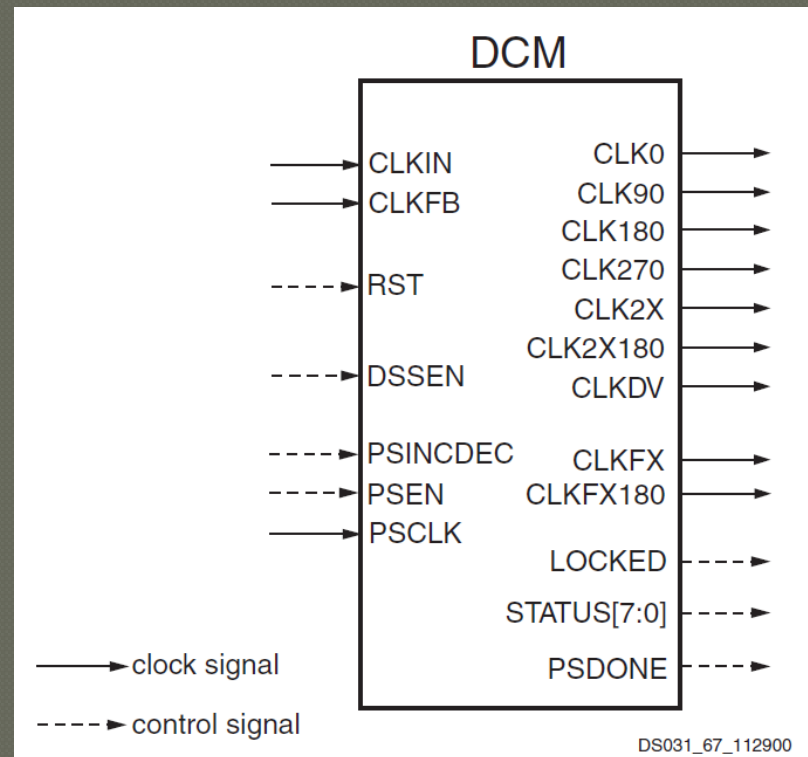 DCM
CLKIN
CLKFB
RST
DSSEN
PSINCDEC
PSEN
PSCLK
CLK0
CLK90
CLK180
CLK270
CLK2X
CLK2X180
CLKDV
CLKFX
CLKFX180
LOCKED
STATUS[7:0]
PSDONE
clock signal
control signal
DS031_67_112900